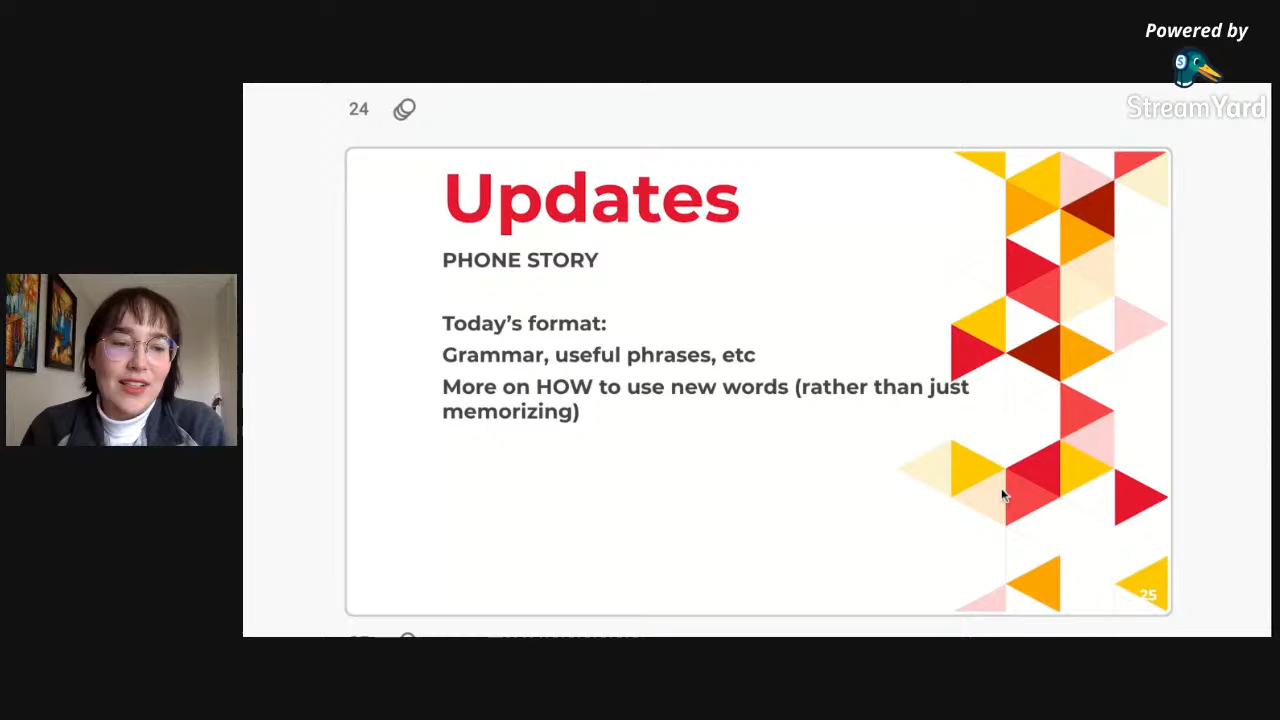 Powered by
StreamYard
24
Updates
PHONE STORY
Today’s format:
Grammar, useful phrases, etc
More on HOW to use new words (rather than just
memorizing)
25